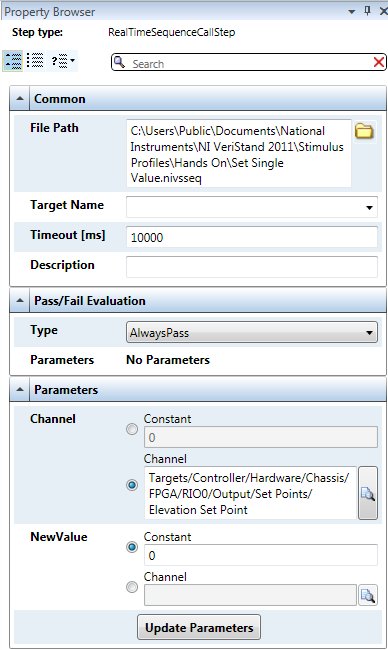 Property Browser
Step type: RealTimeSequenceCallStep
?≡
Search
Common
File Path
C:\Users\Public\Documents\National
Instruments\NI VeriStand 2011\Stimulus
Profiles\Hands On\Set Single
Value.nivsseq
Target Name
Timeout [ms] 10000
Description
Pass/Fail Evaluation
Type AlwaysPass
Parameters No Parameters
Parameters
Channel
Constant
0
Channel
Targets/Controller/Hardware/Chassis/
FPGA/RIO0/Output/Set Points/
Elevation Set Point
NewValue
Constant
0
Channel
Update Parameters